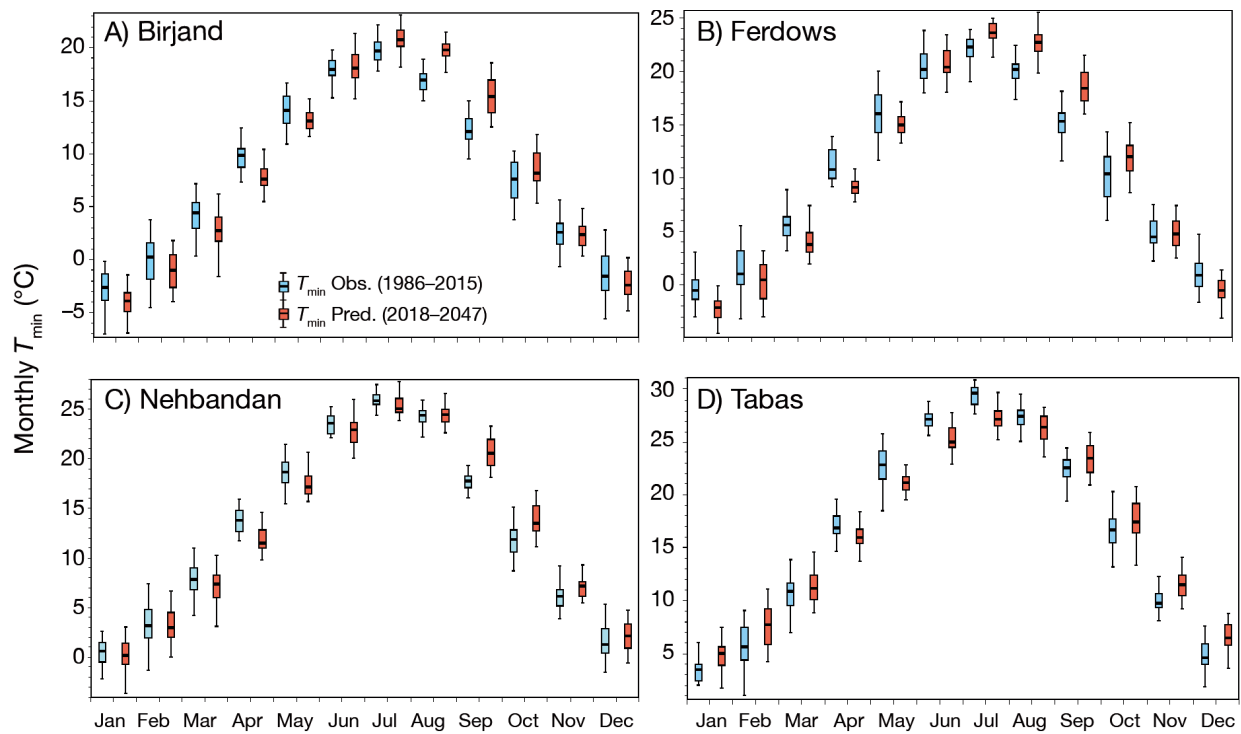 A) Birjand
20
15
10
5
0
−5
T min Obs. (1986–2015)
T min Pred. (2018–2047)
B) Ferdows
25
20
15
10
5
0
Monthly T min (°C)
C) Nehbandan
25
20
15
10
5
0
Jan Feb Mar Apr May Jun Jul Aug Sep Oct Nov Dec
D) Tabas
30
25
20
15
10
5
Jan Feb Mar Apr May Jun Jul Aug Sep Oct Nov Dec